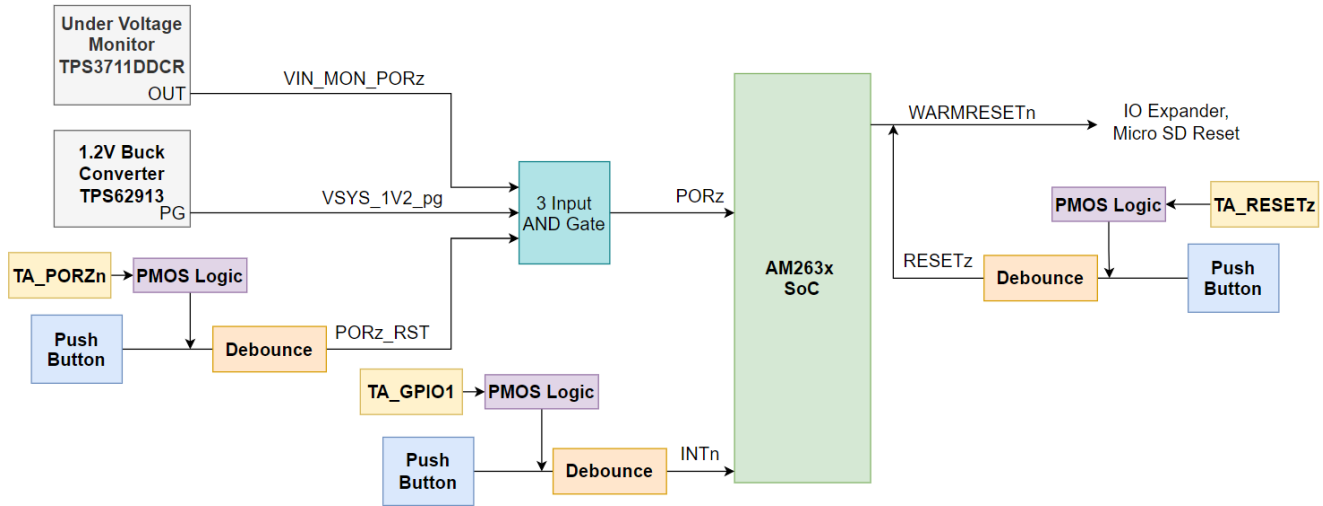 Under Voltage
Monitor
TPS3711DDCR
OUT
VIN_MON_PORz
1.2V Buck
Converter
TPS62913
PG
VSYS_1V2_pg
3 Input
AND Gate
PORz
TA_PORZn
PMOS Logic
Push
Button
Debounce
PORz_RST
TA_GPIO1
PMOS Logic
Push
Button
Debounce
INTn
AM263x
SoC
WARMRESETn
IO Expander,
Micro SD Reset
PMOS Logic
TA_RESETz
RESETz
Debounce
Push
Button